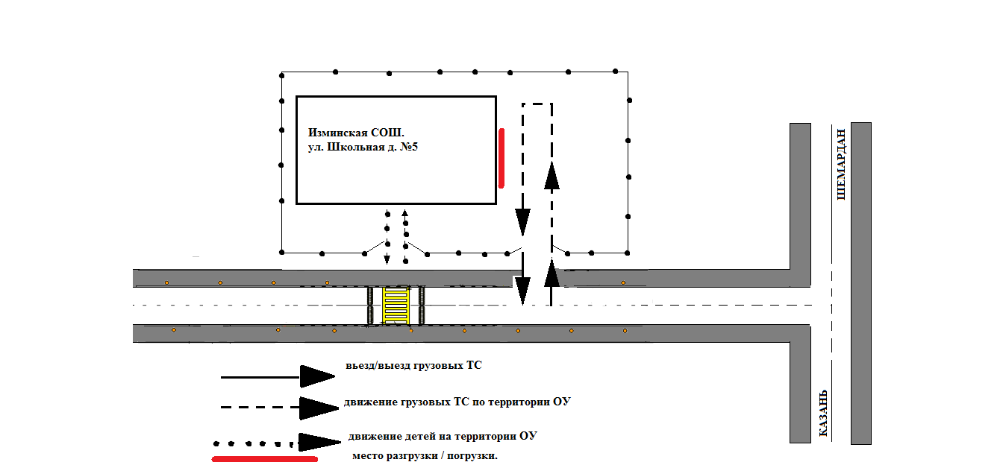 Изминская СОШ.
ул. Школьная д. №5
ШЕМАРДАН
КАЗАНЬ
вьезд/выезд грузовых ТС
движение грузовых ТС по территории ОУ
движение детей на территории ОУ
место разгрузки / погрузки.